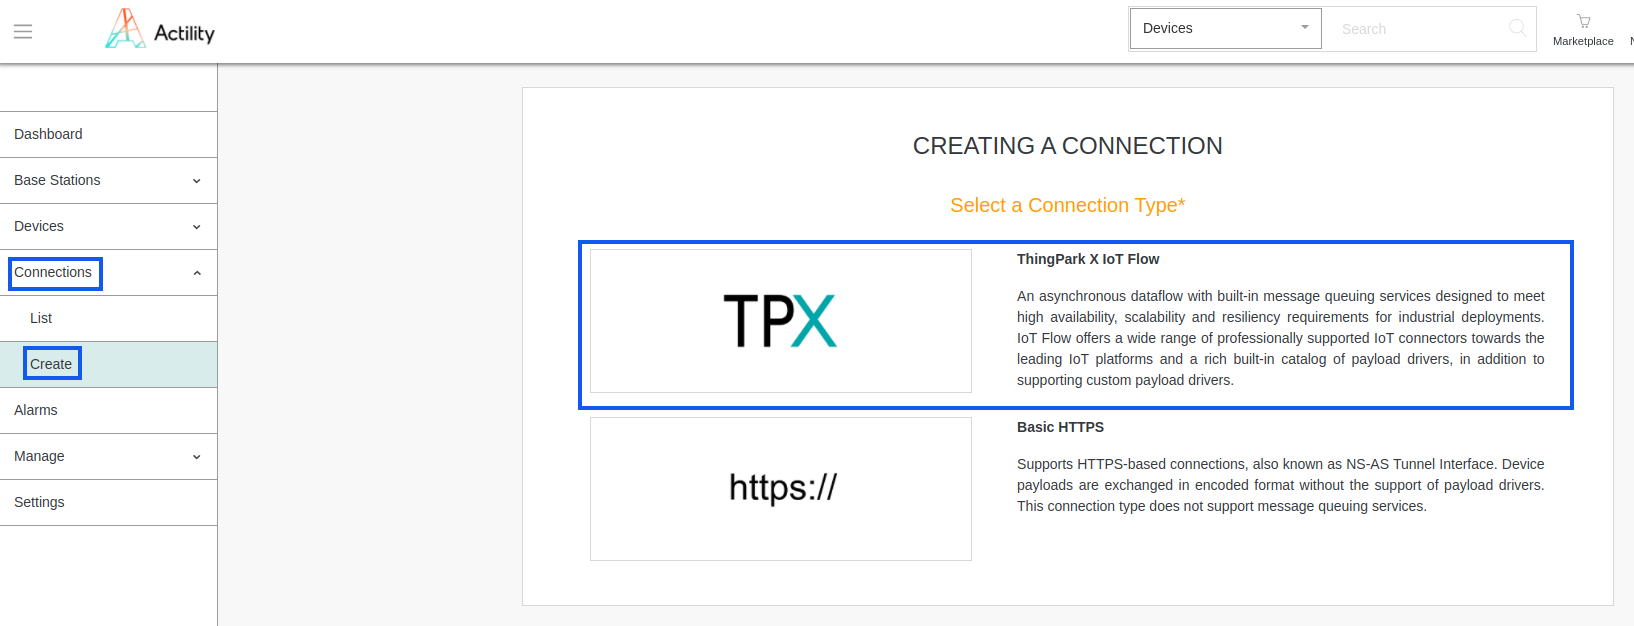 Actility
Devices
Search
Marketplace
Dashboard
Base Stations
Devices
Connections
List
Create
Alarms
Manage
Settings
CREATING A CONNECTION
Select a Connection Type*
TPX
ThingPark X IoT Flow
An asynchronous dataflow with built-in message queuing services designed to meet
high availability, scalability and resiliency requirements for industrial deployments.
IoT Flow offers a wide range of professionally supported IoT connectors towards the
leading IoT platforms and a rich built-in catalog of payload drivers, in addition to
supporting custom payload drivers.
https://
Basic HTTPS
Supports HTTPS-based connections, also known as NS-AS Tunnel Interface. Device
payloads are exchanged in encoded format without the support of payload drivers.
This connection type does not support message queuing services.